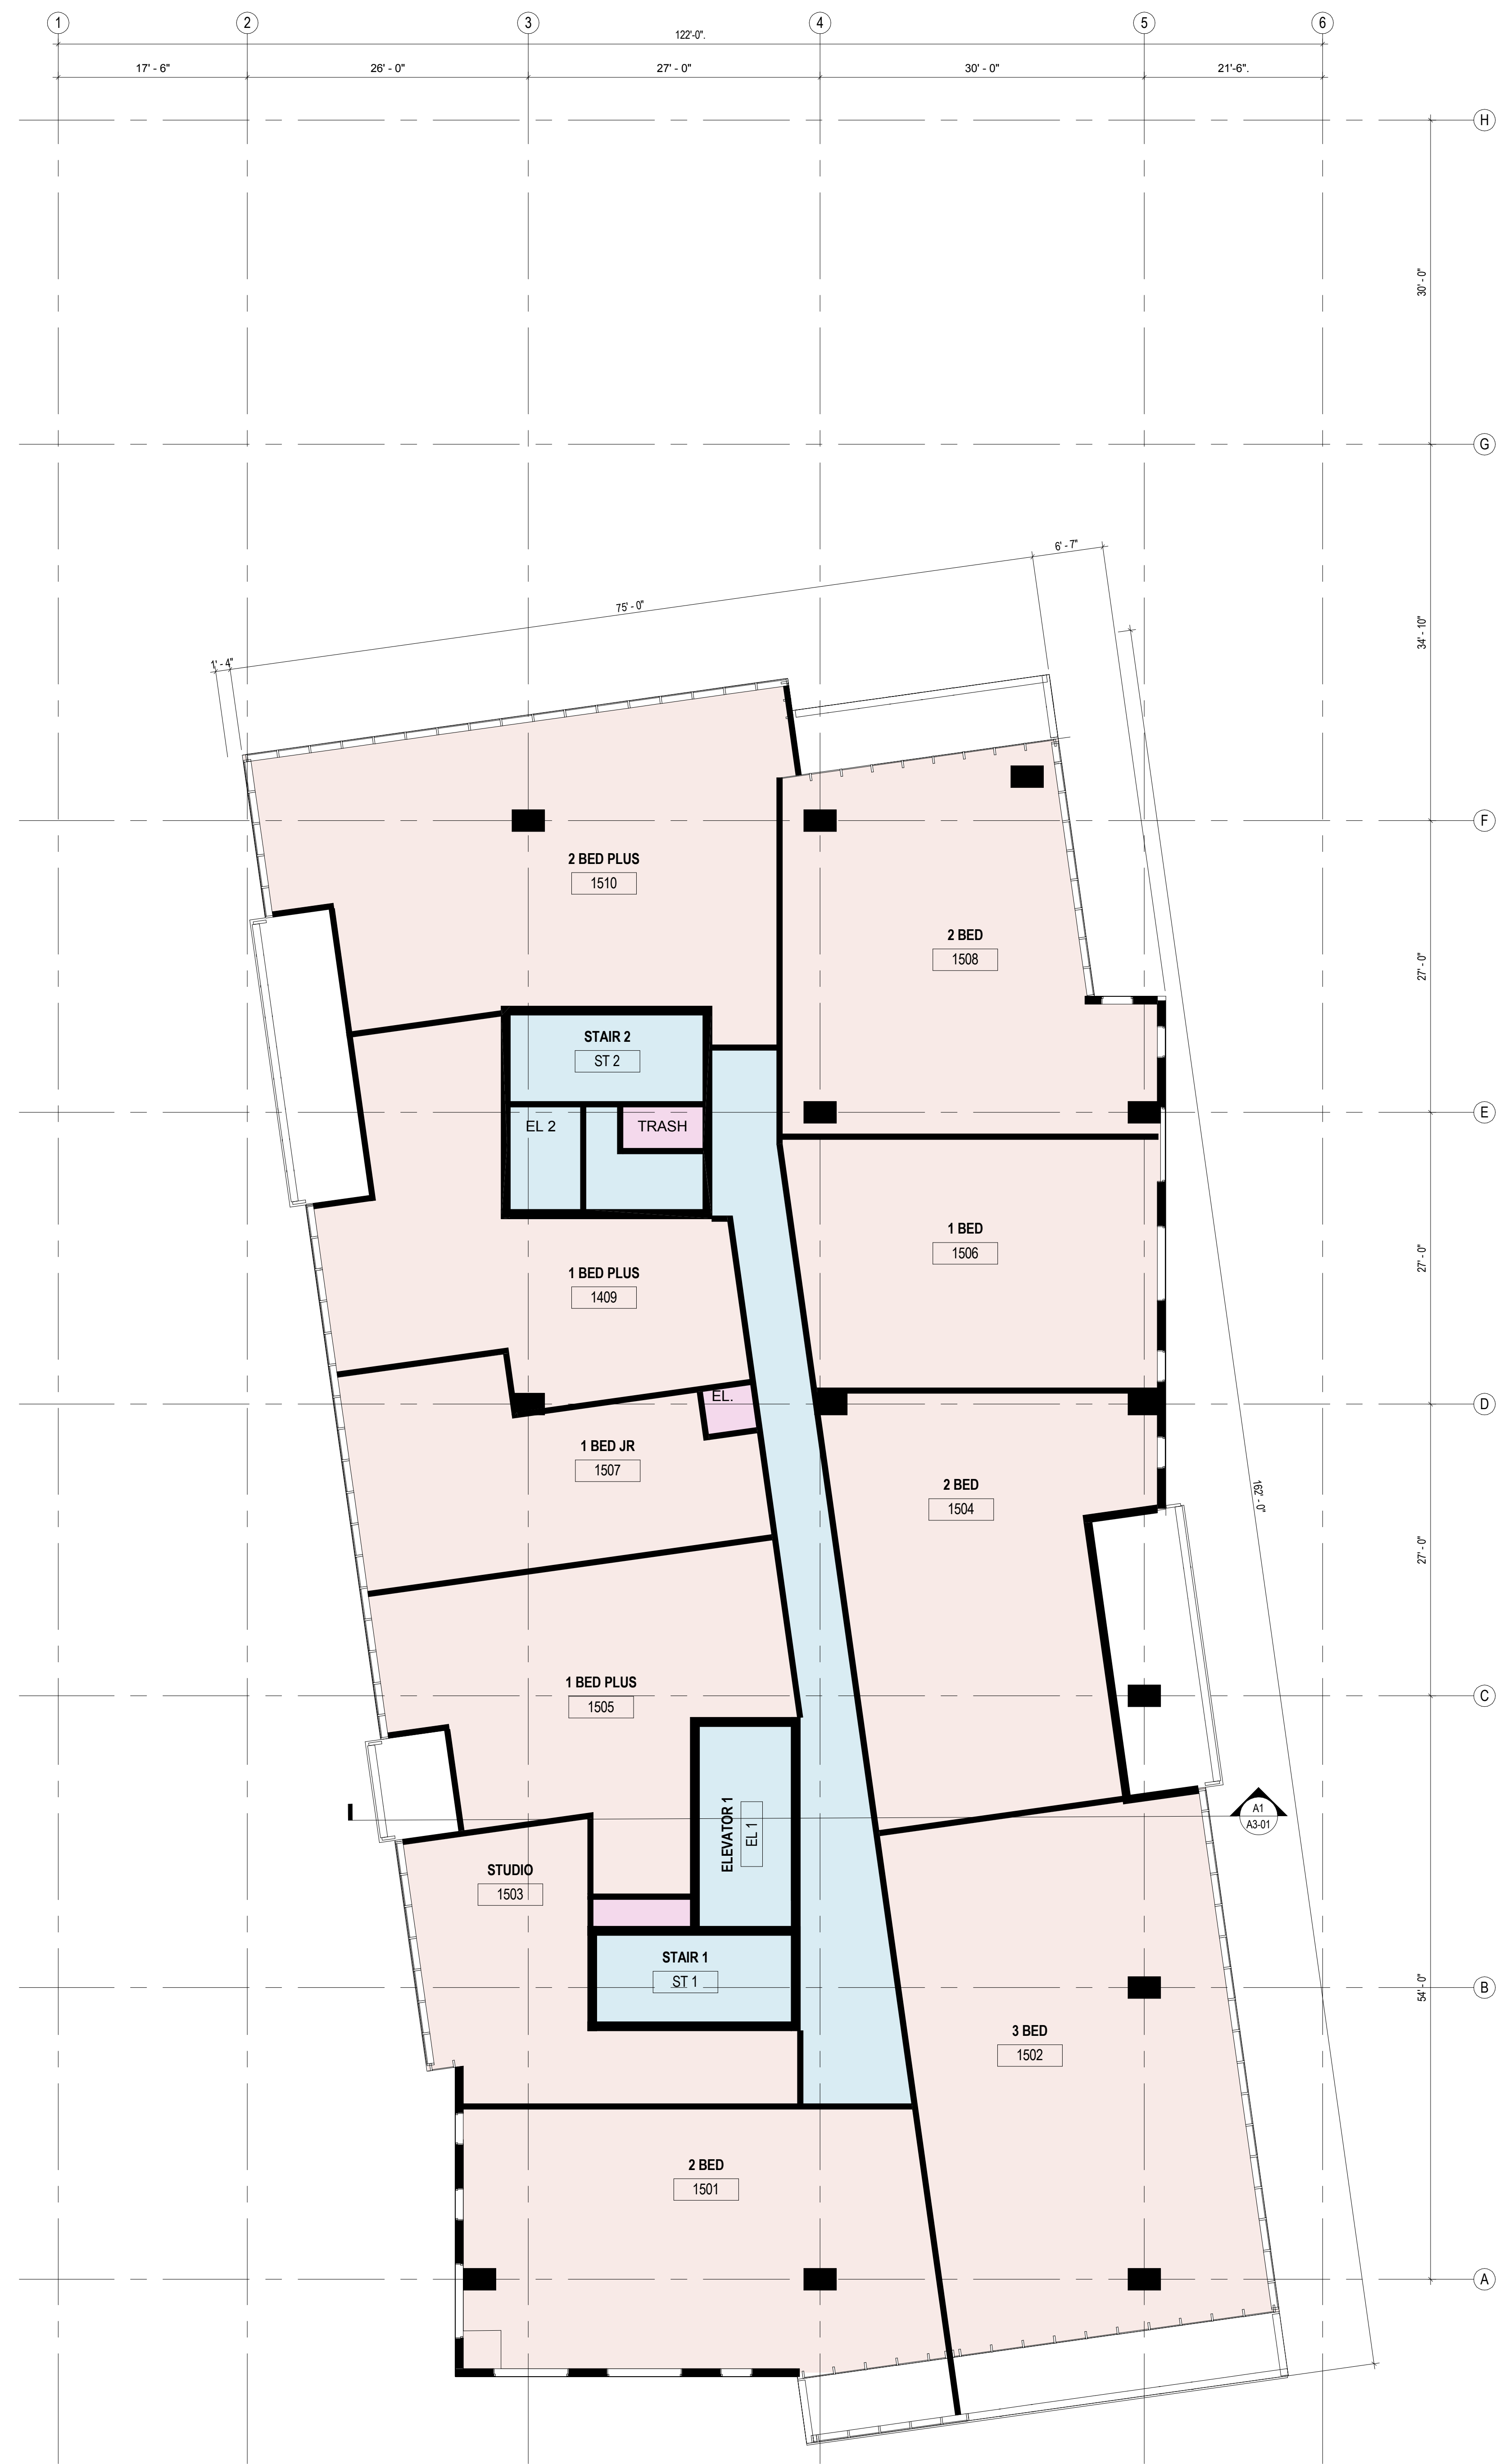 1 2 3 4 5 6
122'-0".
17' - 6" 26' - 0" 27' - 0" 30' - 0" 21'-6".
H
30' - 0"
G
6' - 7"
75' - 0"
34' - 10"
1' - 4"
F
2 BED PLUS
1510
2 BED
1508
27' - 0"
STAIR 2
ST 2
E
EL 2
TRASH
1 BED
1506
27' - 0"
1 BED PLUS
1409
EL.
D
1 BED JR
1507
2 BED
1504
162' - 0"
27' - 0"
1 BED PLUS
1505
C
ELEVATOR 1
EL 1
A1
A3-01
STUDIO
1503
STAIR 1
ST 1
B
54' - 0"
3 BED
1502
2 BED
1501
A